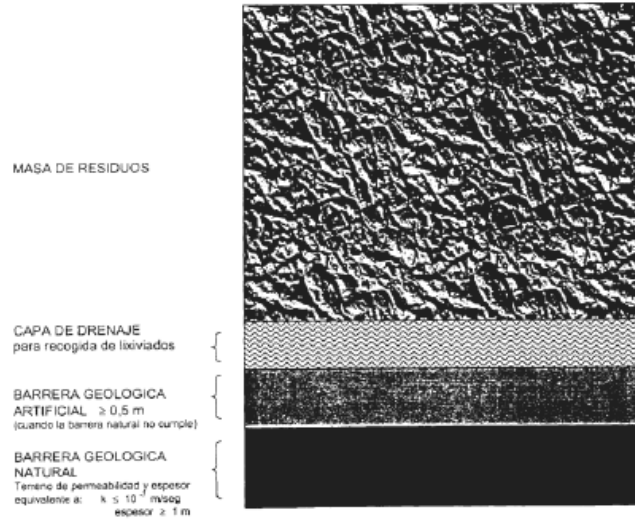 MASA DE RESIDUOS
CAPA DE DRENAJE
para recogida de lixiviados
BARRERA GEOLOGICA
ARTIFICIAL ≥ 0,5 m
(cuando la barrera natural no cumple)
BARRERA GEOLOGICA
NATURAL
Terreno de permeabilidad y espesor
equivalente a: k ≤ 10 m/seg
espesor ≥ 1 m